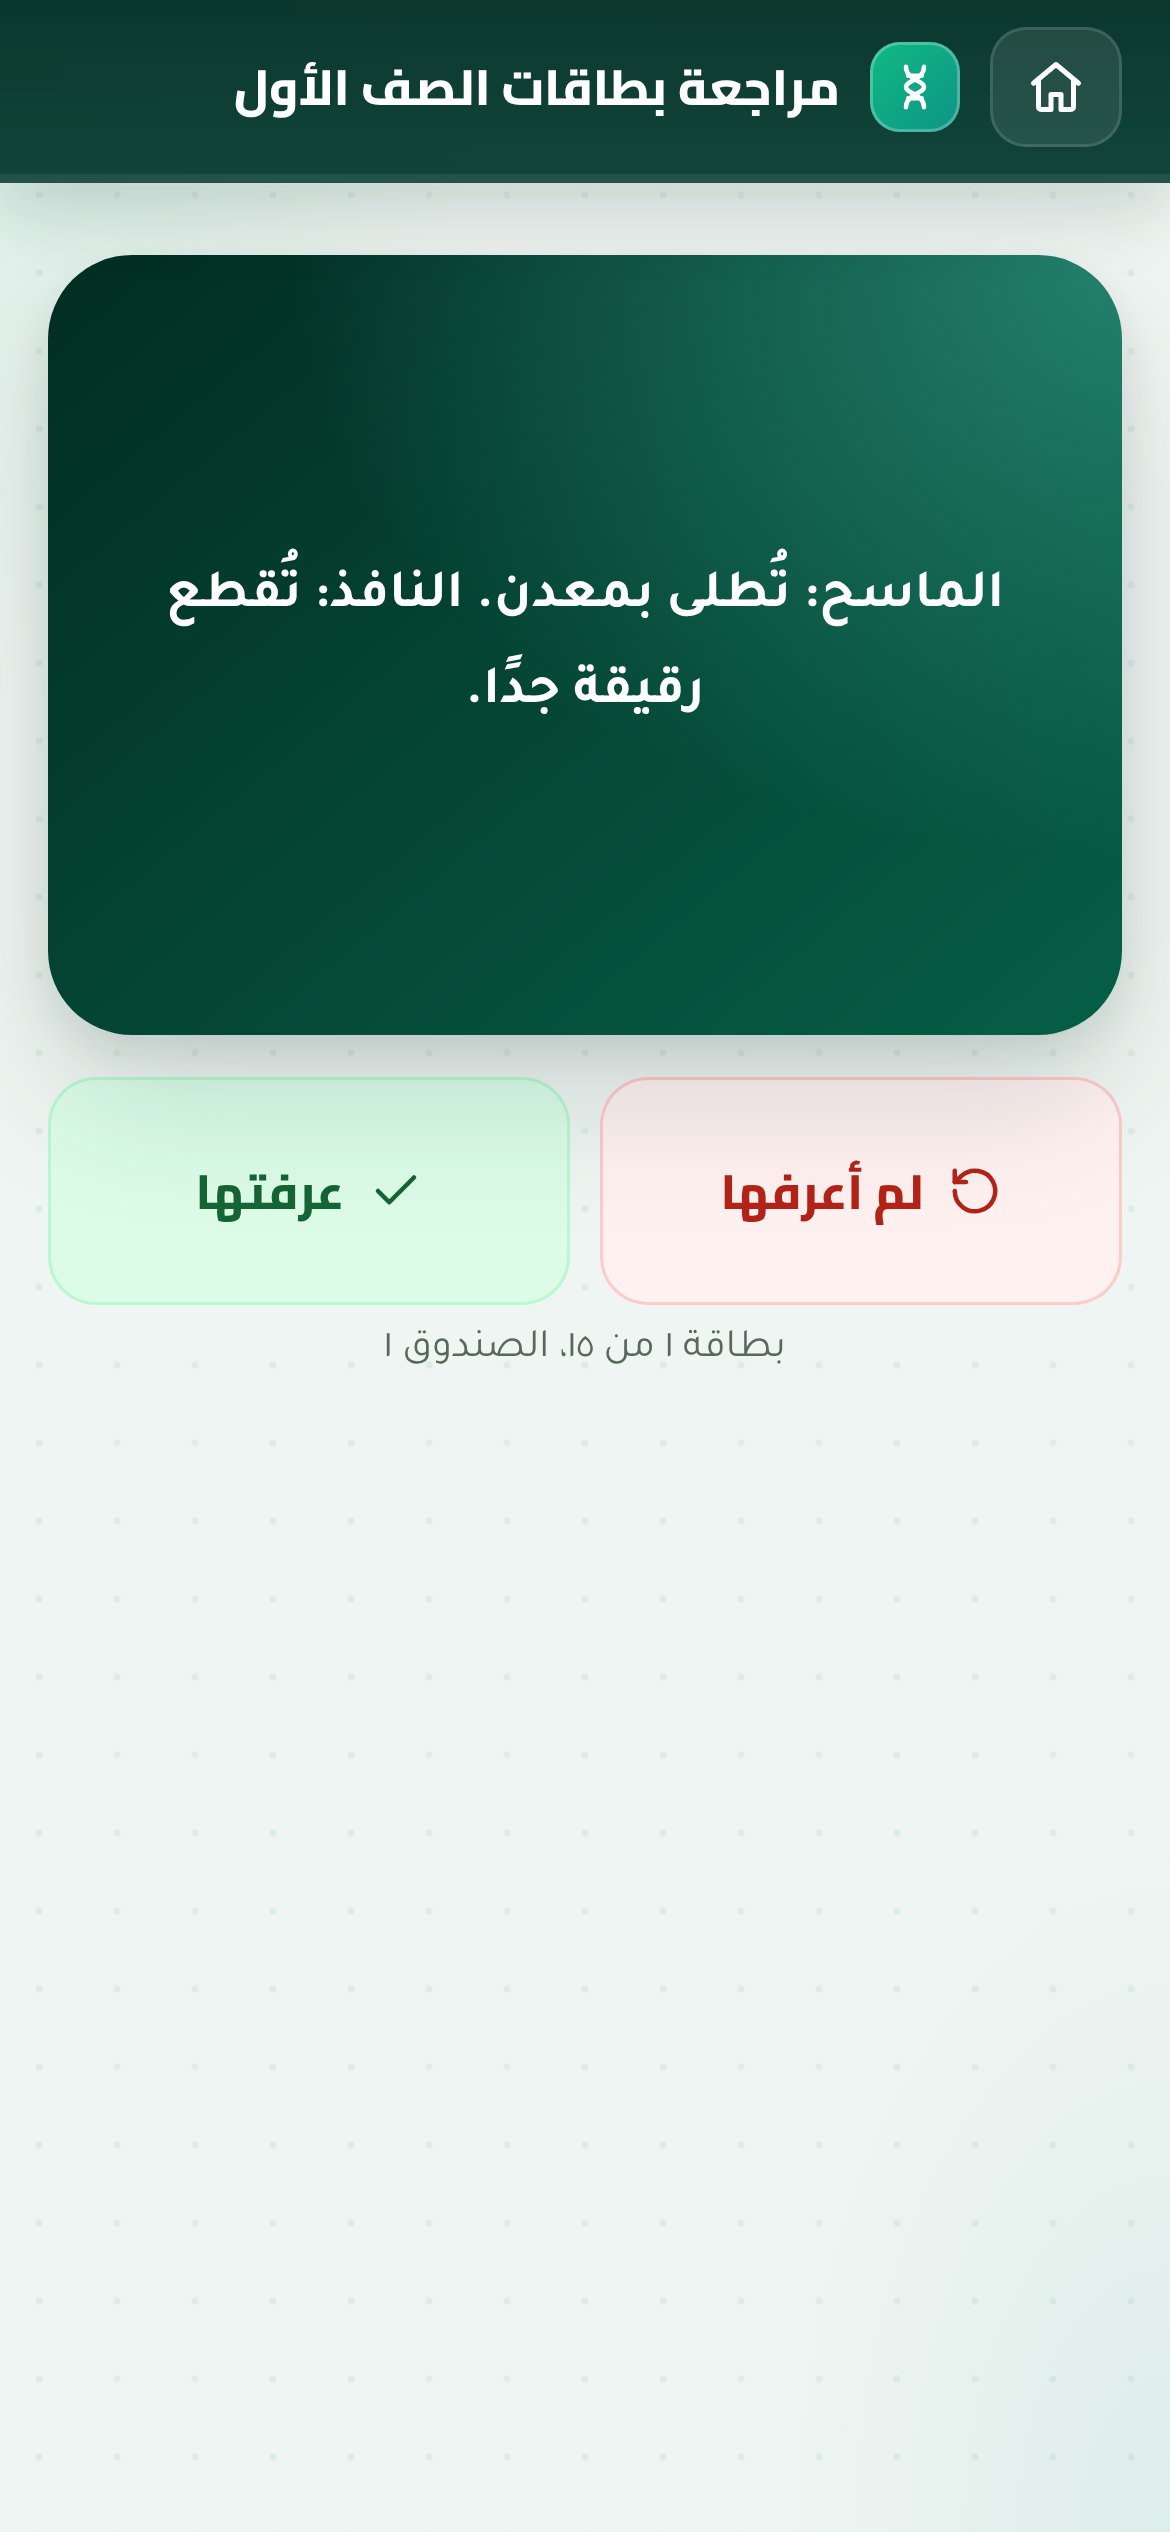 مراجعة بطاقات الصف الأول
الماسح: تُطلى بمعدن. النافذ: تُقطع
رقيقة جدًا.
لم أعرفها
عرفتها
بطاقة ١ من ١٥، الصندوق ١